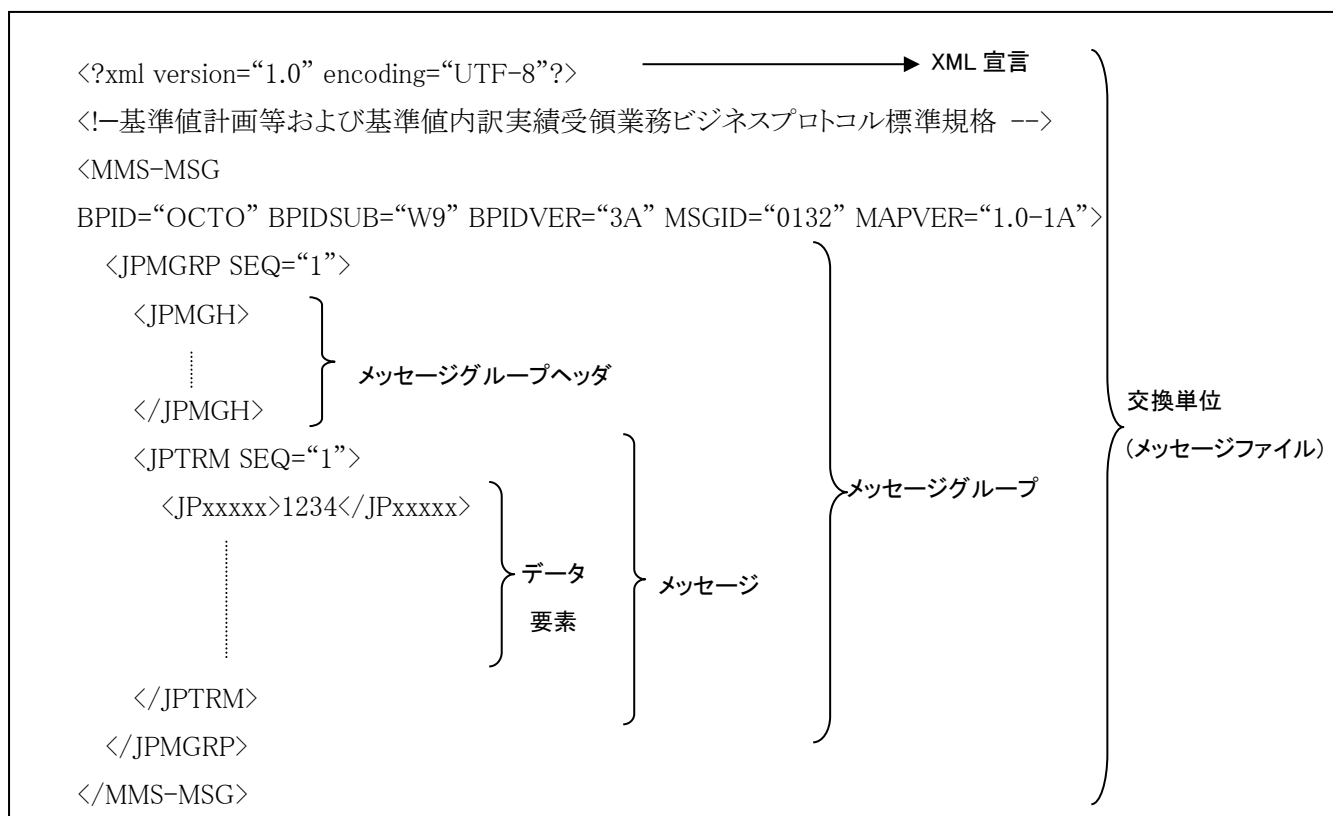 <?xml version=“1.0” encoding=“UTF-8”?>
XML 宣言
<!−基準値計画等および基準値内訳実績受領業務ビジネスプロトコル標準規格 -->
<MMS-MSG
BPID=“OCTO” BPIDSUB=“W9” BPIDVER=“3A” MSGID=“0132” MAPVER=“1.0-1A”>
<JPMGRP SEQ=“1”>
<JPMGH>
メッセージグループヘッダ
</JPMGH>
交換単位
(メッセージファイル)
<JPTRM SEQ=“1”>
<JPxxxxx>1234</JPxxxxx>
メッセージグループ
データ
要素
メッセージ
</JPTRM>
</JPMGRP>
</MMS-MSG>